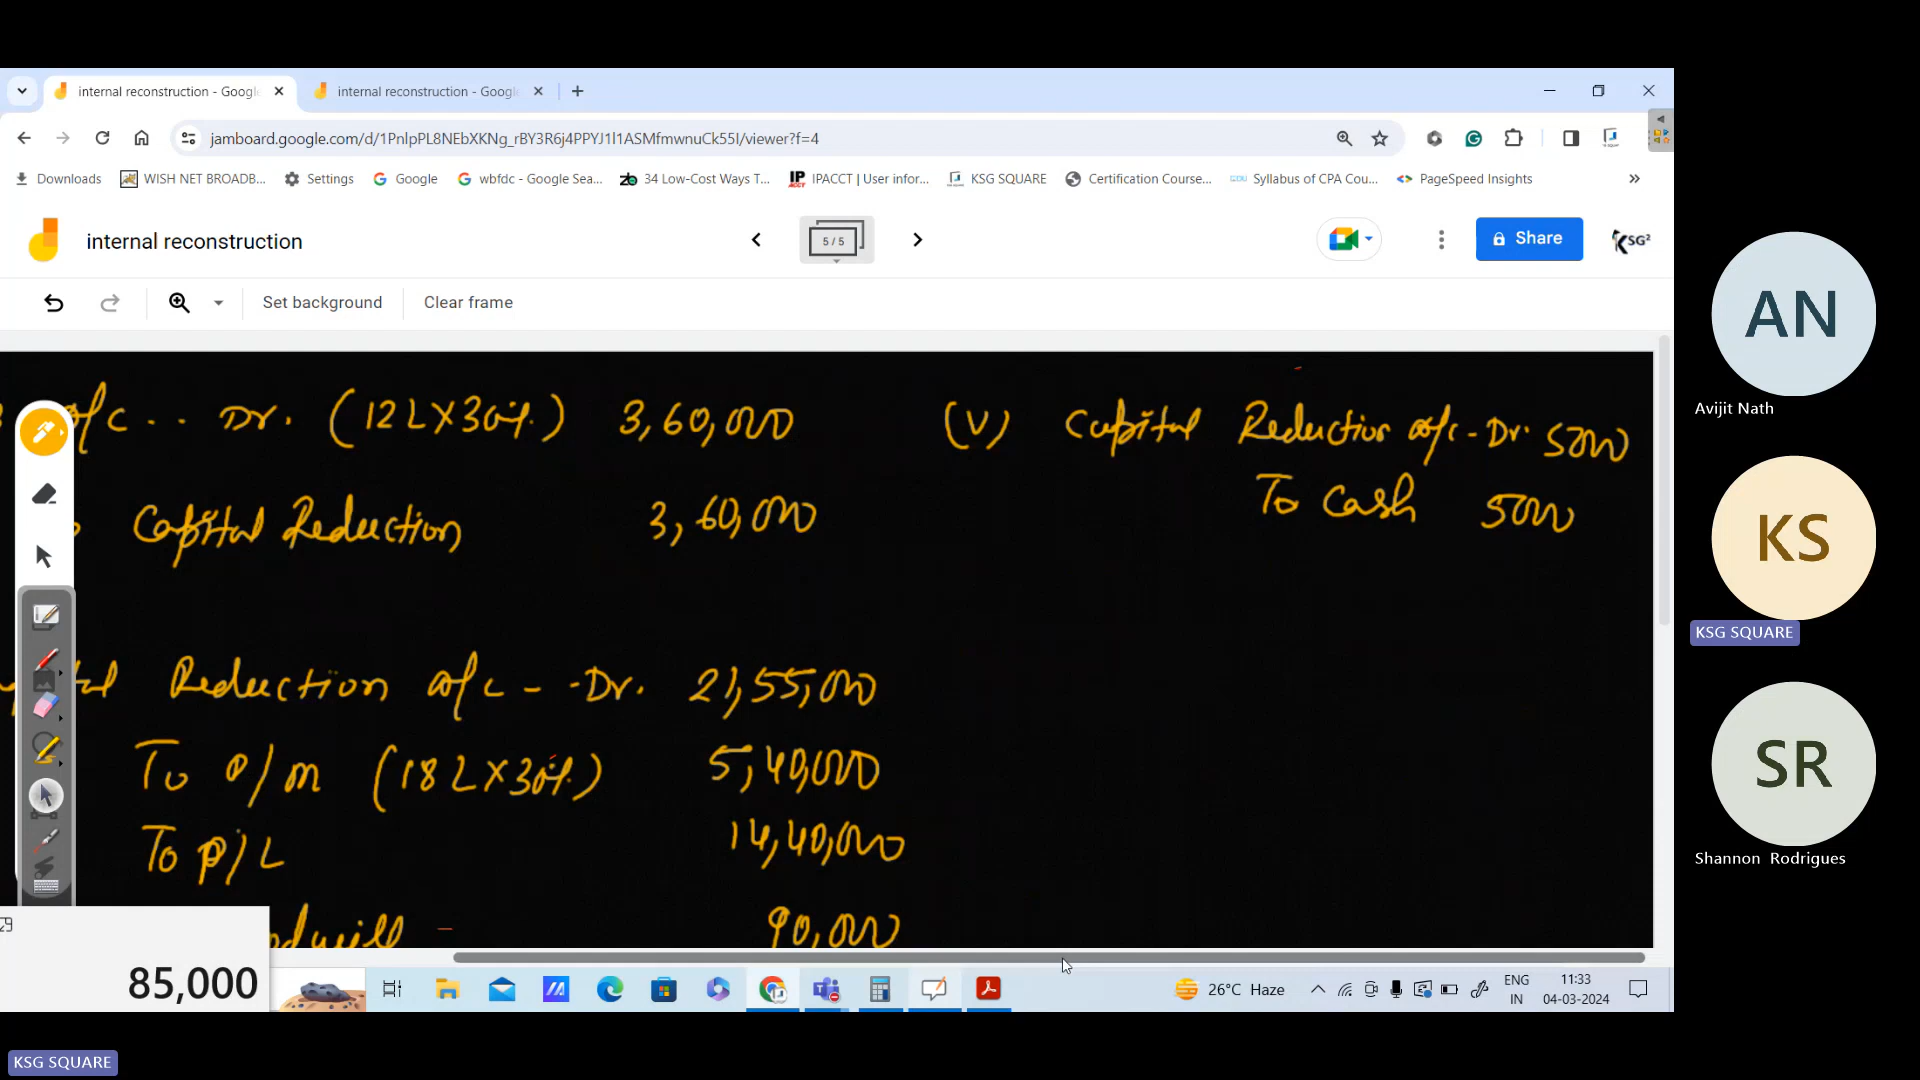 internal reconstruction - Googl
internal reconstruction - Googl
jamboard.google.com/d/1PnlpPL8NEbXKNg_rBY3R6j4PPYJ1l1ASMfmwnuCk55I/viewer?f=4
Downloads
WISH NET BROADB...
Settings
Google
wbfdc - Google Sea...
34 Low-Cost Ways T...
IPACCT | User infor...
KSG SQUARE
Certification Course...
Syllabus of CPA Cou...
PageSpeed Insights
»
internal reconstruction
5 / 5
Share
KSG²
Set background
Clear frame
a/c .. Dr. (12L×30%) 3,60,000
Capital Reduction 3,60,000
Reduction a/c - - Dr. 21,55,000
To P/M (18L×30%) 5,40,000
To P/L 14,40,000
90,000
(V) Capital Reduction a/c - Dr. 5000
To Cash 5000
85,000
26°C Haze
ENG
IN
11:33
04-03-2024
AN
Avijit Nath
KS
KSG SQUARE
SR
Shannon Rodrigues
KSG SQUARE